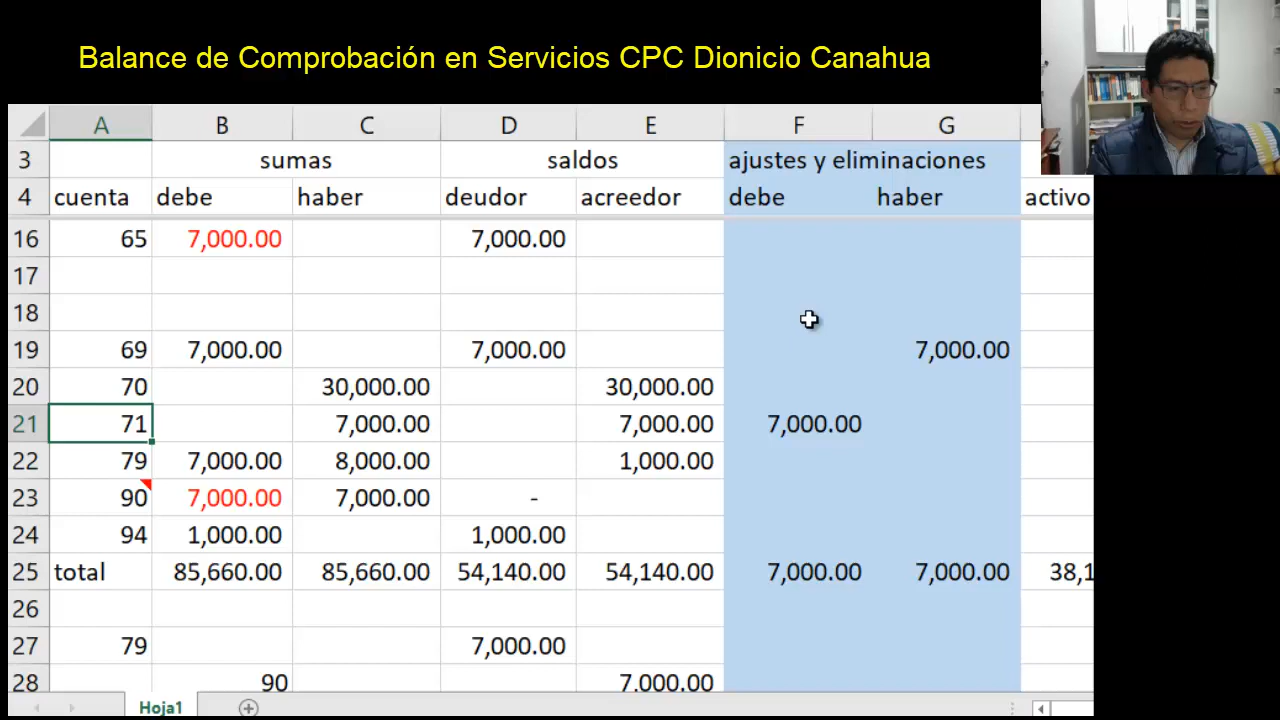 Balance de Comprobación en Servicios CPC Dionicio Canahua
A B C D E F G
3 sumas saldos ajustes y eliminaciones
4 cuenta debe haber deudor acreedor debe haber activo
16 65 7,000.00 7,000.00
17
18
19 69 7,000.00 7,000.00 7,000.00
20 70 30,000.00 30,000.00
21 71 7,000.00 7,000.00 7,000.00
22 79 7,000.00 8,000.00 1,000.00
23 90 7,000.00 7,000.00 -
24 94 1,000.00 1,000.00
25 total 85,660.00 85,660.00 54,140.00 54,140.00 7,000.00 7,000.00 38,1
26
27 79 7,000.00
28 90 7,000.00
Hoja1